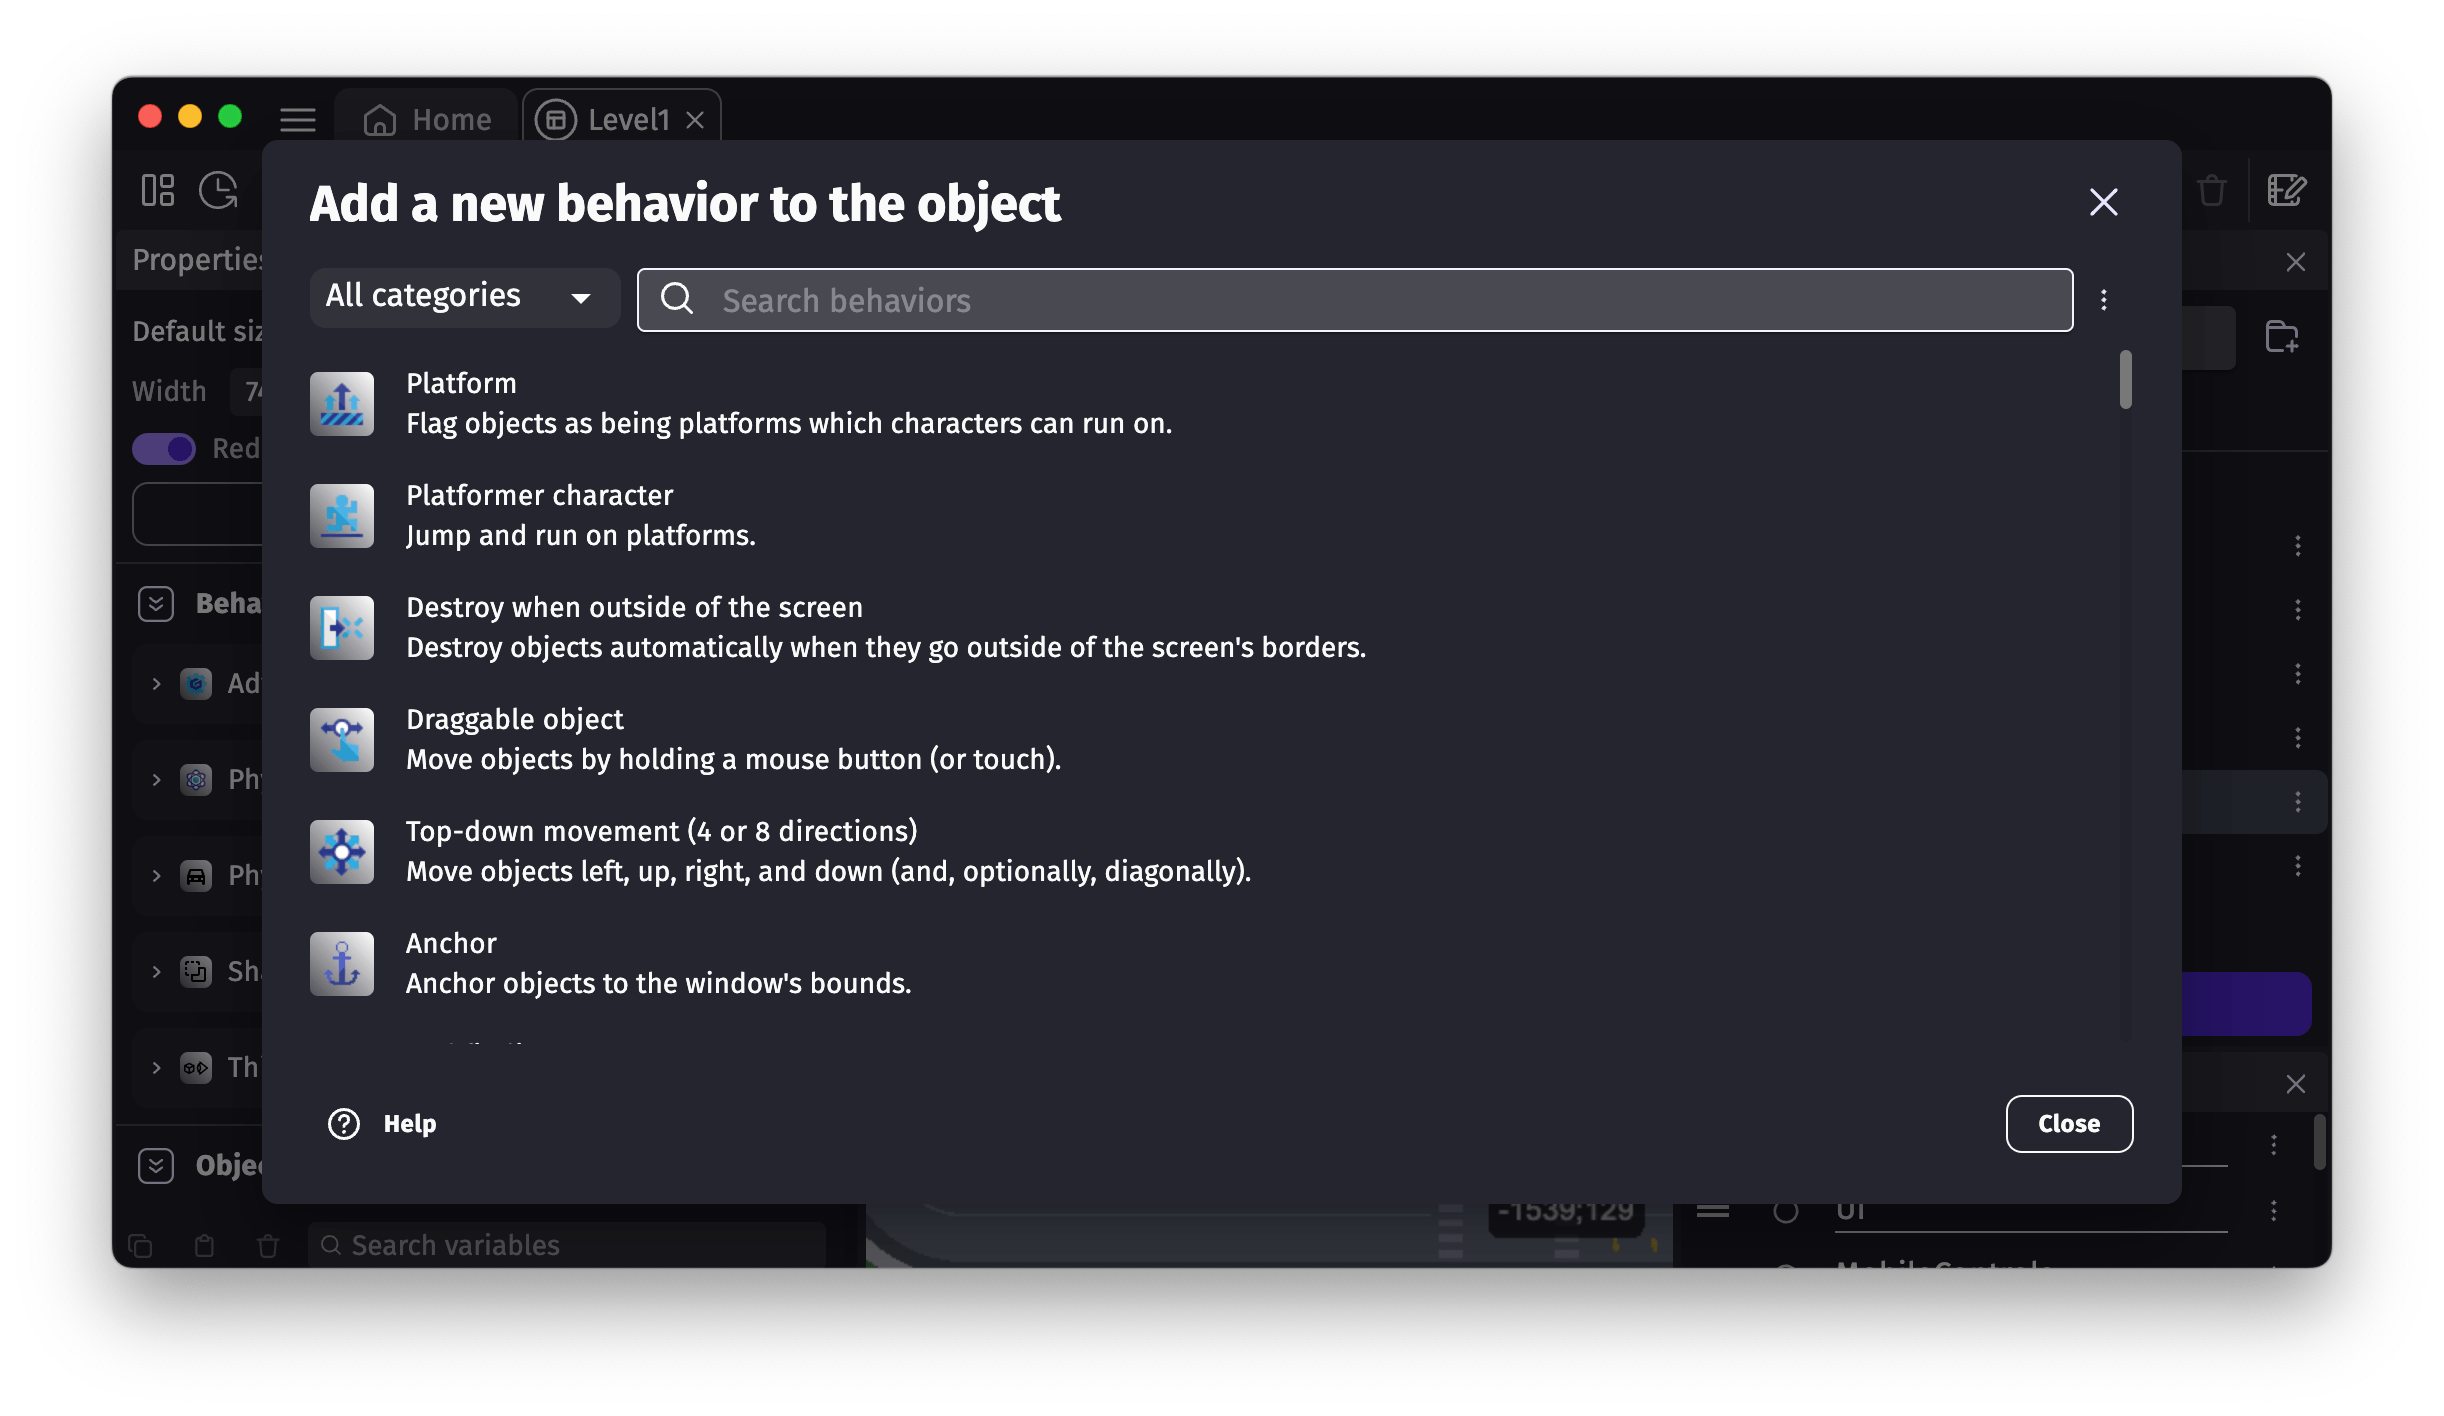 Home
Level1
Add a new behavior to the object
Properties
All categories
Search behaviors
Default siz
Width
74
Red
Platform
Flag objects as being platforms which characters can run on.
Platformer character
Jump and run on platforms.
Destroy when outside of the screen
Destroy objects automatically when they go outside of the screen's borders.
Draggable object
Move objects by holding a mouse button (or touch).
Top-down movement (4 or 8 directions)
Move objects left, up, right, and down (and, optionally, diagonally).
Anchor
Anchor objects to the window's bounds.
Beha
Ad
Phy
Phy
Sha
Th
Help
Close
Objec
-1539;129
UI
Search variables
MobileControls